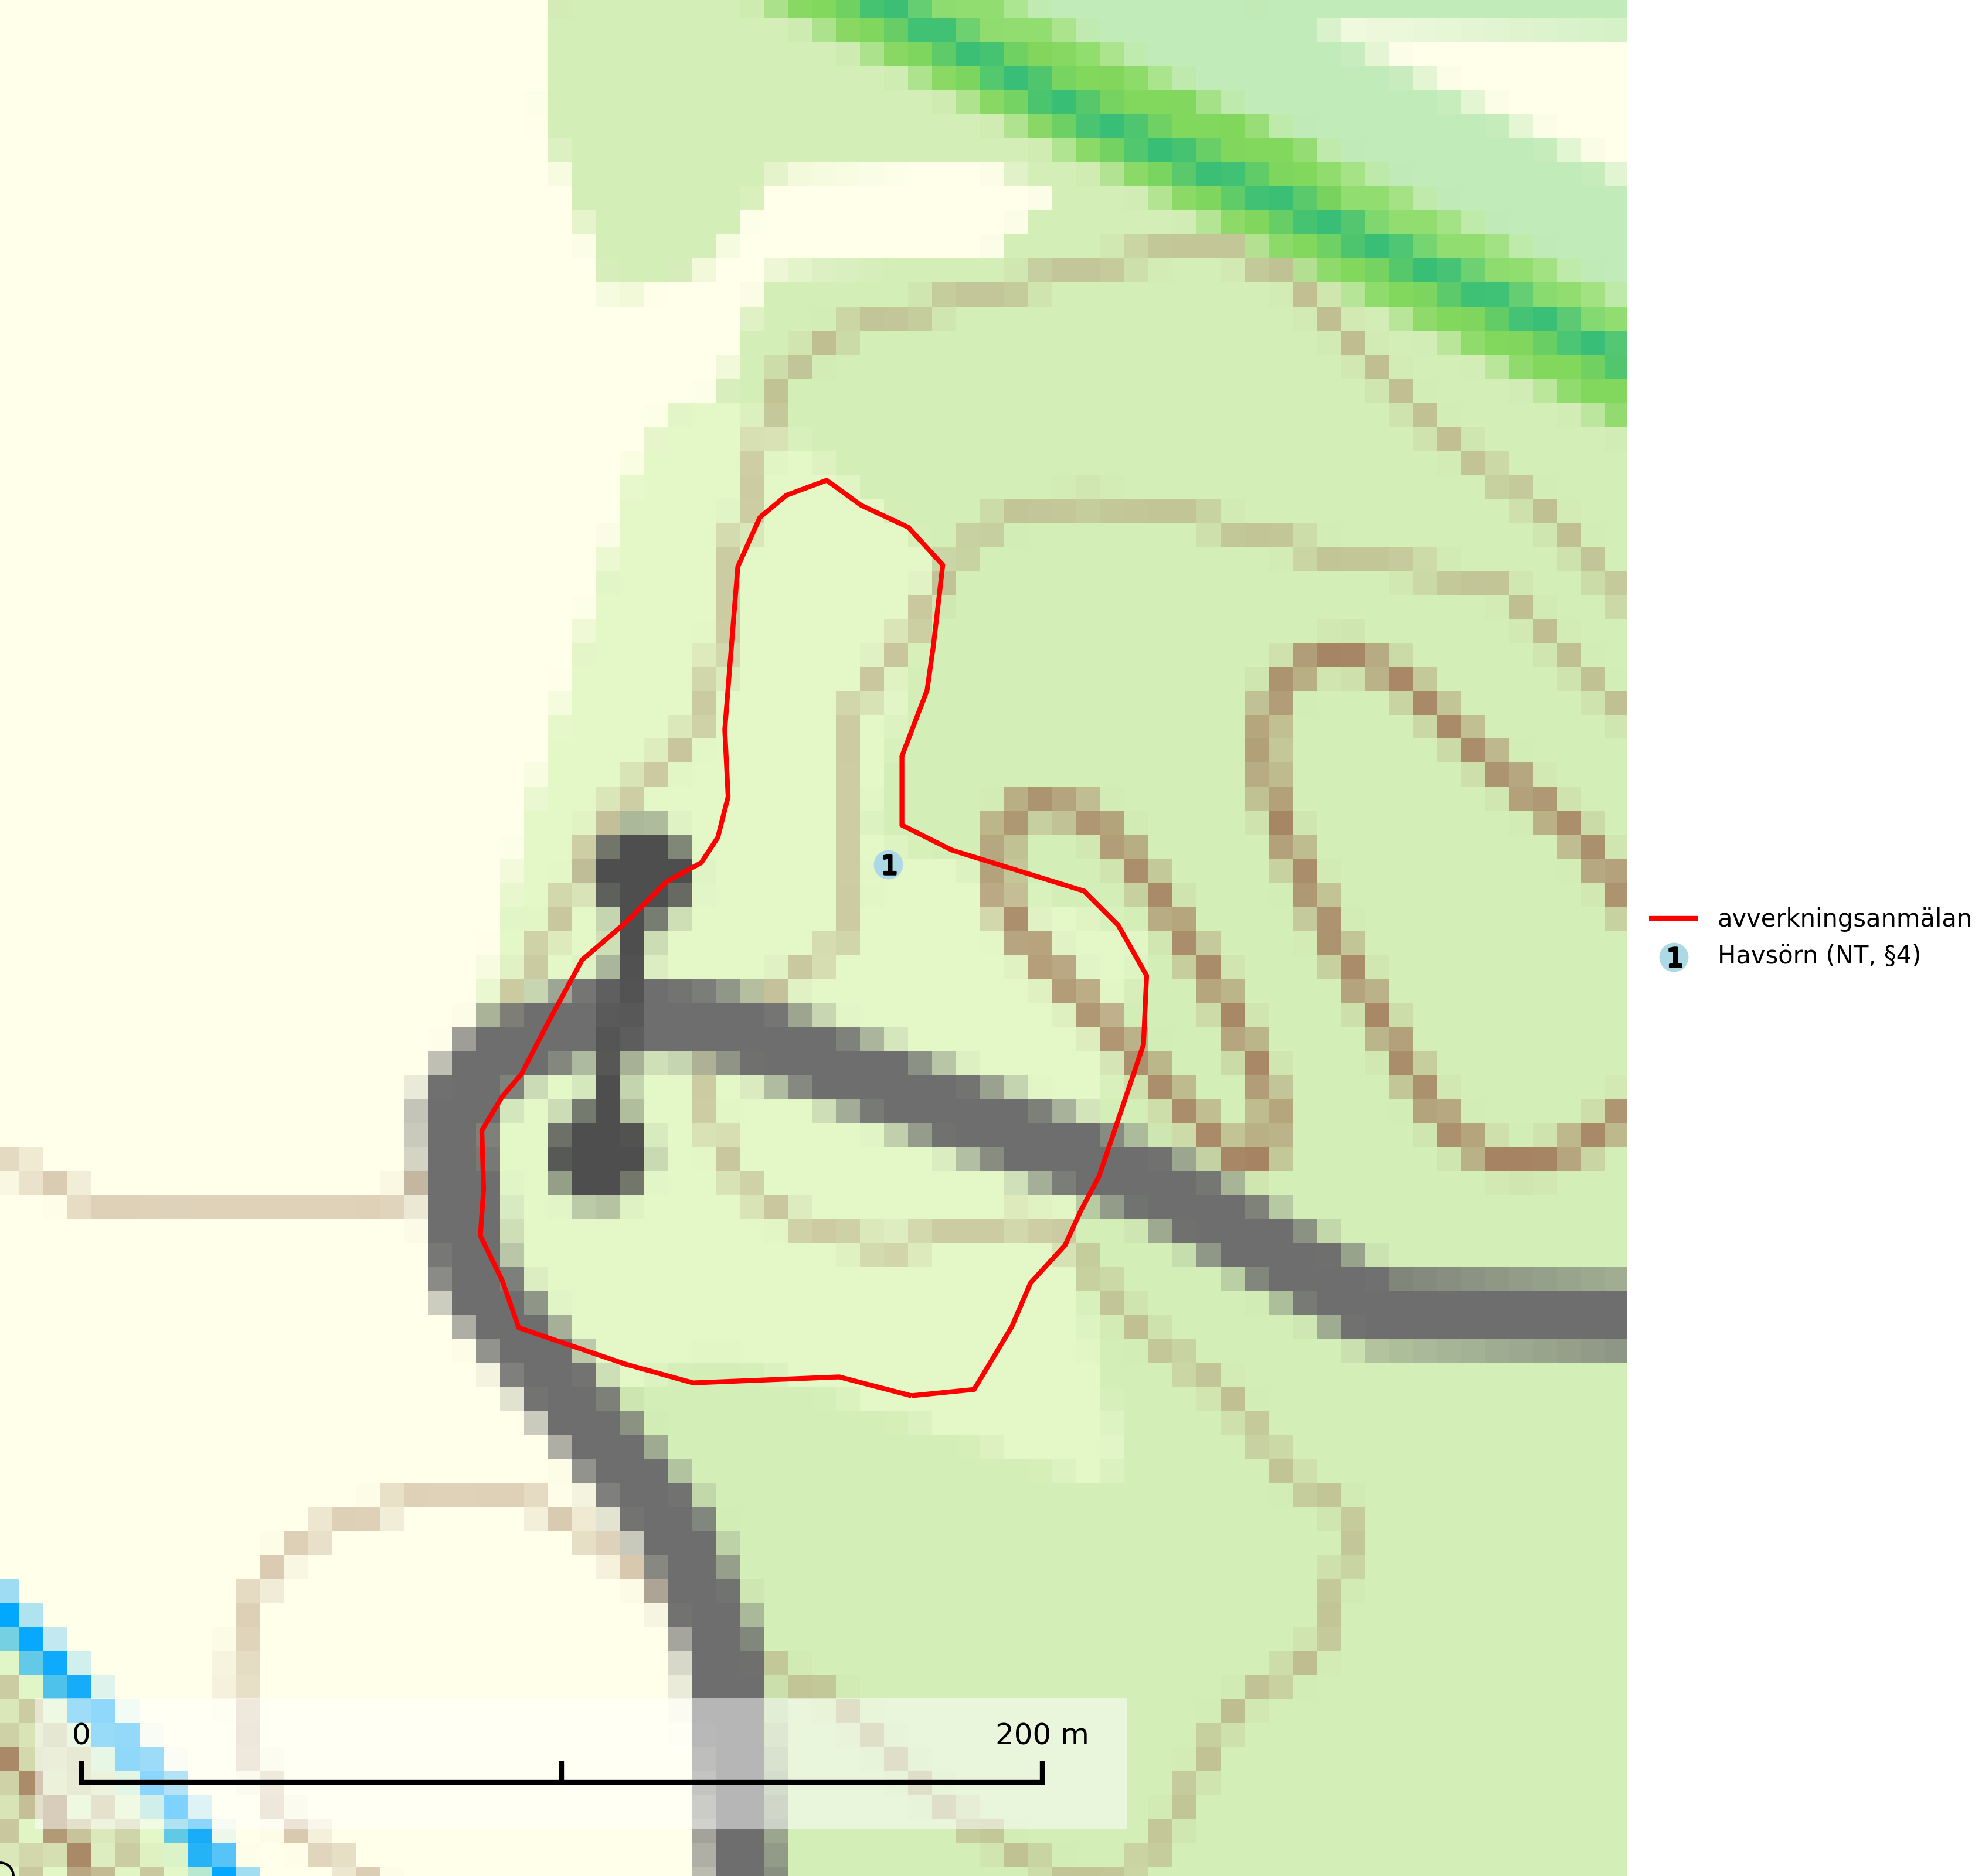 1
avverkningsanmälan
1 Havsörn (NT, §4)
0 200 m